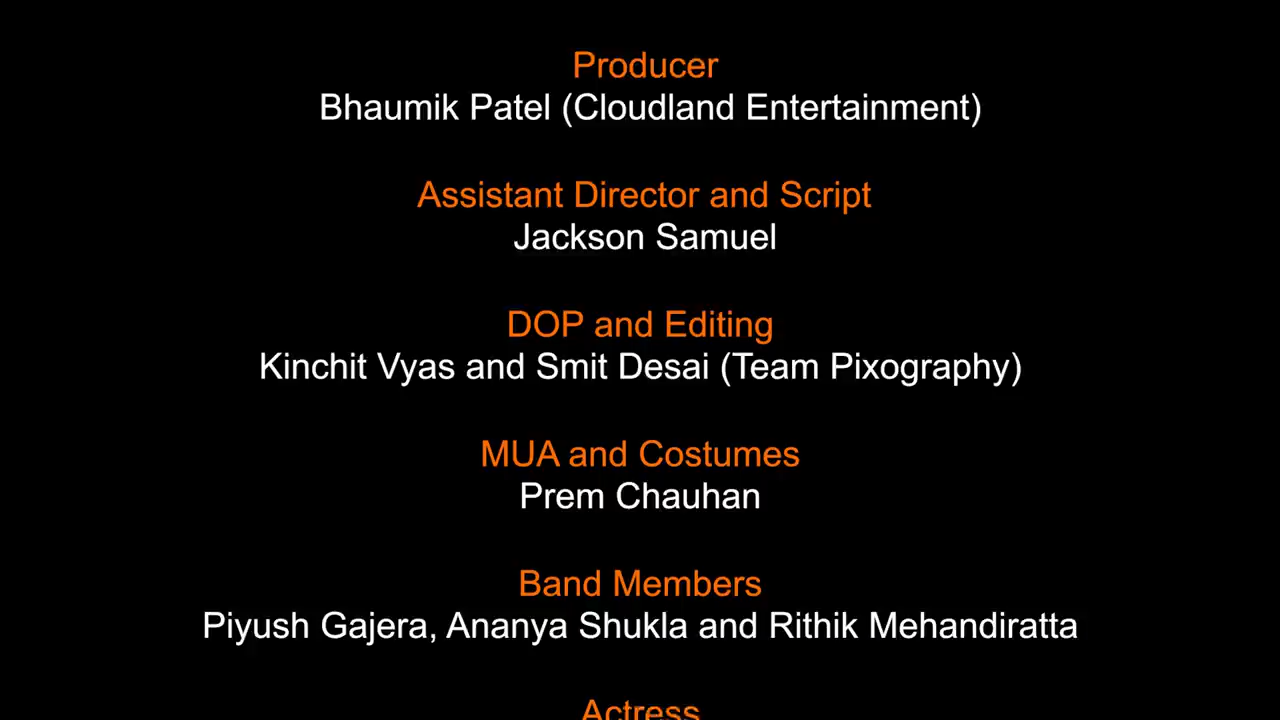 Producer
Bhaumik Patel (Cloudland Entertainment)
Assistant Director and Script
Jackson Samuel
DOP and Editing
Kinchit Vyas and Smit Desai (Team Pixography)
MUA and Costumes
Prem Chauhan
Band Members
Piyush Gajera, Ananya Shukla and Rithik Mehandiratta
Actress